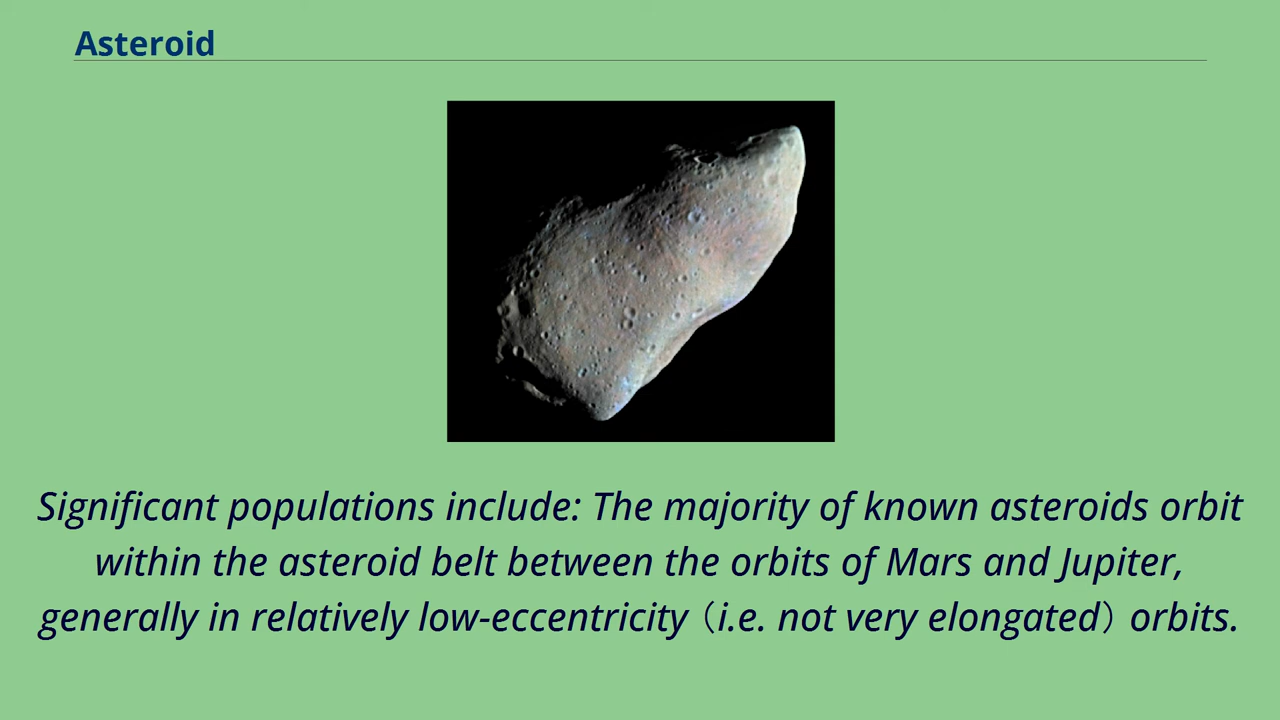 Asteroid
Significant populations include: The majority of known asteroids orbit
within the asteroid belt between the orbits of Mars and Jupiter,
generally in relatively low-eccentricity（i.e. not very elongated）orbits.